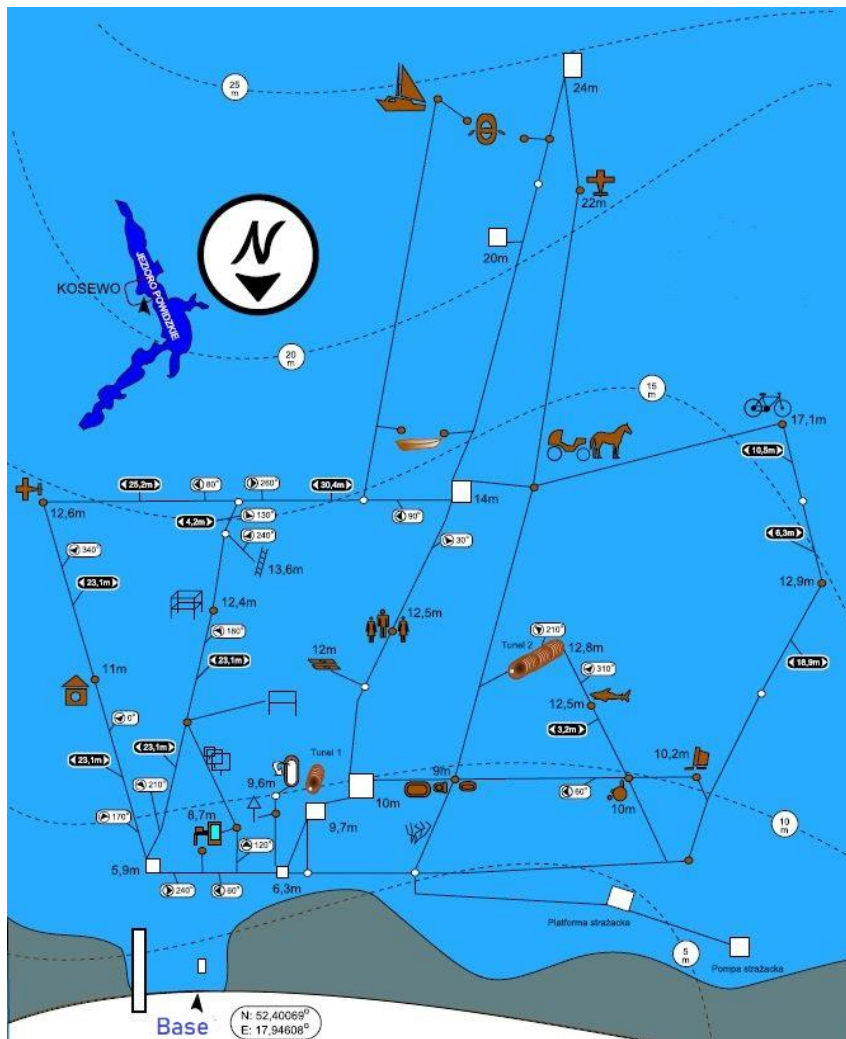 25
m
24m
22m
N
20m
JEZIORO POWIDZKIE
KOSEWO
20
m
15
m
17,1m
10,5m
25,2m
80°
260°
30,4m
12,6m
4,2m
130°
90°
14m
240°
30°
6,3m
340°
13,6m
23,1m
12,9m
12,4m
12,5m
180°
210°
12m
Tunel 2
12,8m
23,1m
310°
18,9m
11m
12,5m
0°
3,2m
23,1m
23,1m
Tunel 1
10,2m
9m
210°
9,6m
60°
10m
10m
8,7m
170°
9,7m
10
m
120°
5,9m
240°
60°
6,3m
Platforma strażacka
5
m
Pompa strażacka
Base
N: 52,40069°
E: 17,94608°